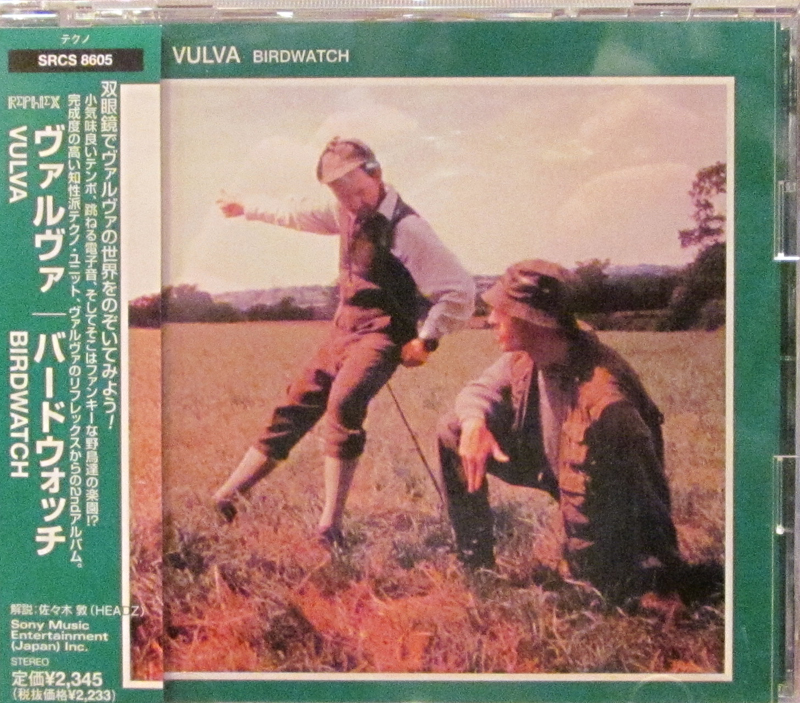 テクノ
SRCS 8605
REPHLEX
ヴァルヴァ｜バードウォッチ
VULVA
BIRDWATCH
双眼鏡でヴァルヴァの世界をのぞいてみよう!
小気味良いテンポ、跳ねる電子音、そしてそこはファンキーな野鳥達の楽園!?
完成度の高い知性派テクノ・ユニット、ヴァルヴァのリフレックスからの2ndアルバム。
解説:佐々木 敦(HEADZ)
Sony Music
Entertainment
(Japan) Inc.
STEREO
定価¥2,345
(税抜価格¥2,233)
VULVA BIRDWATCH